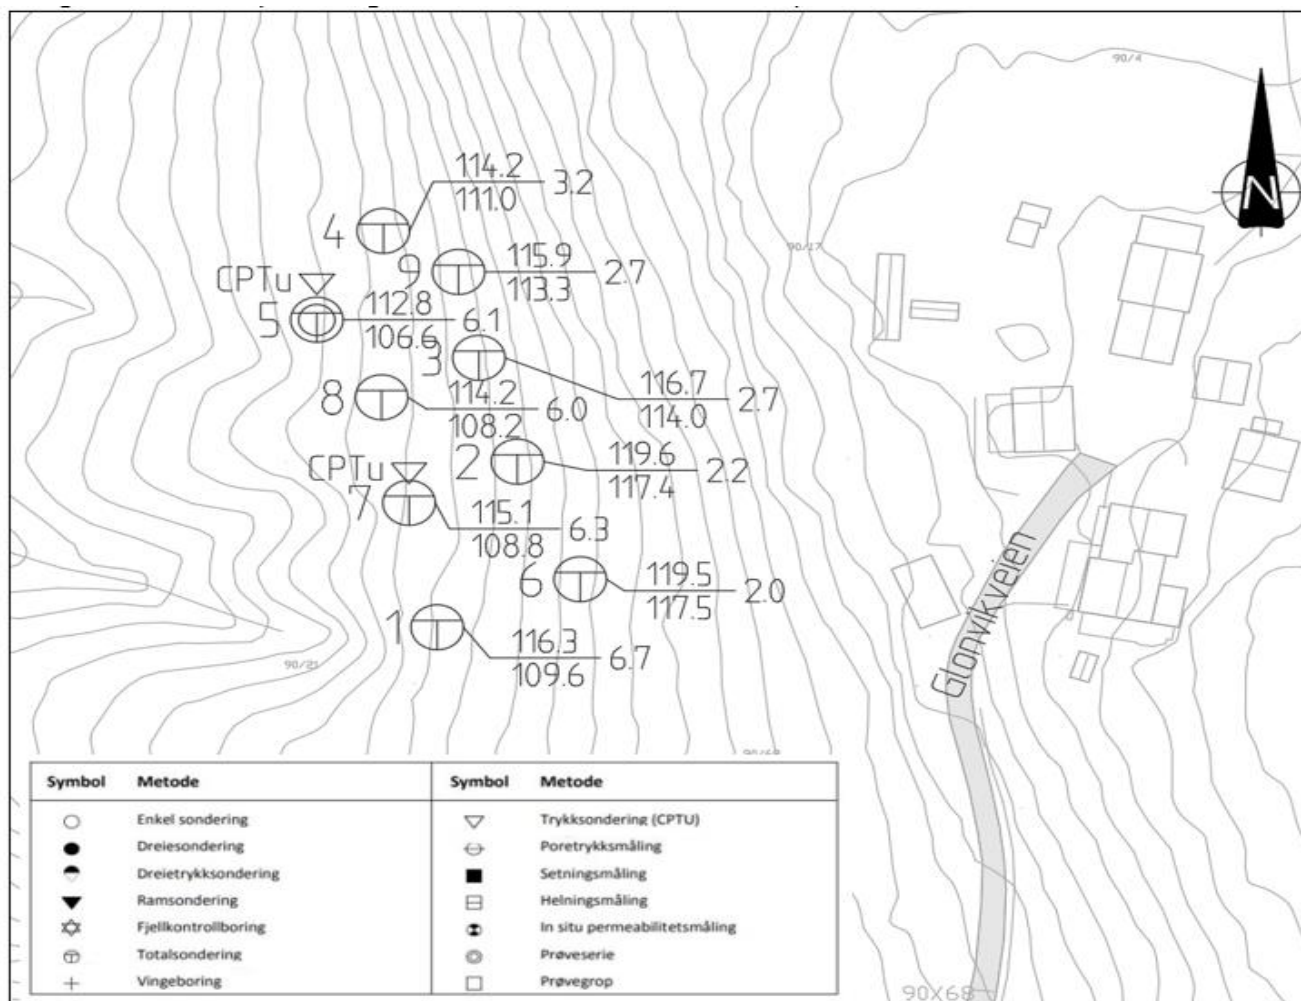 90/4
N
90/17
114.2
111.0
3.2
4
9
115.9
113.3
2.7
CPTu
5
112.8
106.6
6.1
3
116.7
114.0
2.7
8
114.2
108.2
6.0
2
119.6
117.4
2.2
CPTu
7
115.1
108.8
6.3
6
119.5
117.5
2.0
1
116.3
109.6
6.7
90/21
Glonvikveien
90X68
Symbol Metode
Enkel sondering
Dreiesondering
Dreietrykksondering
Ramsondering
Fjellkontrollboring
Totalsondering
Vingeboring
Symbol Metode
Trykksondering (CPTU)
Poretrykksmåling
Setningsmåling
Helningsmåling
In situ permeabilitetsmåling
Prøveserie
Prøvegrop